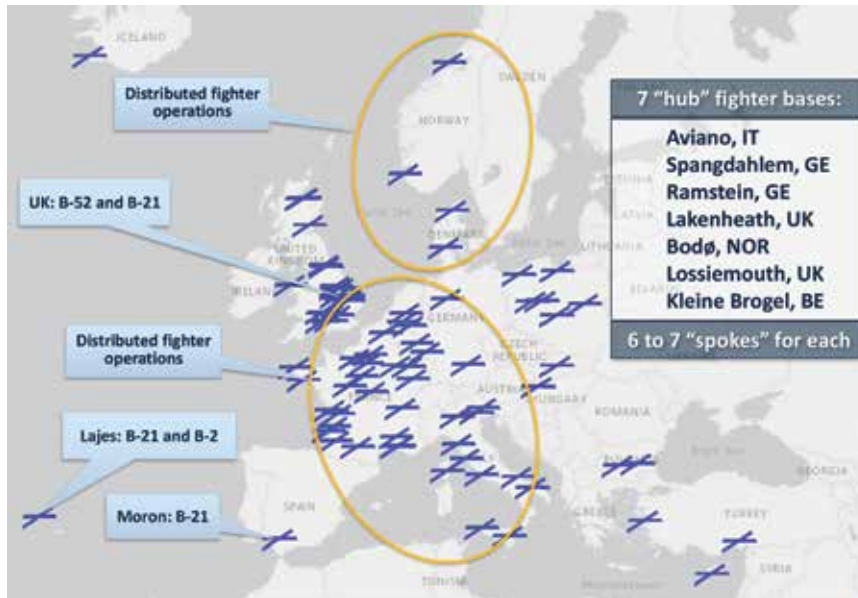 ICELAND
Distributed fighter
operations
SWEDEN
NORWAY
7 "hub" fighter bases:
Aviano, IT
Spangdahlem, GE
Ramstein, GE
Lakenheath, UK
Bodø, NOR
Lossiemouth, UK
Kleine Brogel, BE
6 to 7 "spokes" for each
UK: B-52 and B-21
UNITED
KINGDOM
DENMARK
LATVIA
LITHUANIA
BELARUS
GERMANY
Distributed fighter
operations
CZECH
REPUBLIC
AUSTRIA
HUNGARY
FRANCE
ROMANIA
Lajes: B-21 and B-2
Moron: B-21
SPAIN
Black Sea
GEORGIA
GREECE
TURKEY
SYRIA
TUNISIA